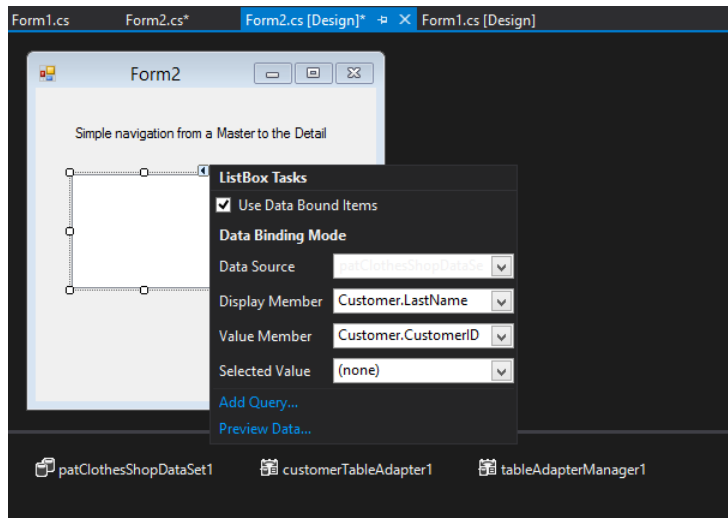 Form1.cs Form2.cs* Form2.cs [Design]* Form1.cs [Design]
Form2
Simple navigation from a Master to the Detail
ListBox Tasks
Use Data Bound Items
Data Binding Mode
Data Source patClothesShopDataSe
Display Member Customer.LastName
Value Member Customer.CustomerID
Selected Value (none)
Add Query...
Preview Data...
patClothesShopDataSet1 customerTableAdapter1 tableAdapterManager1